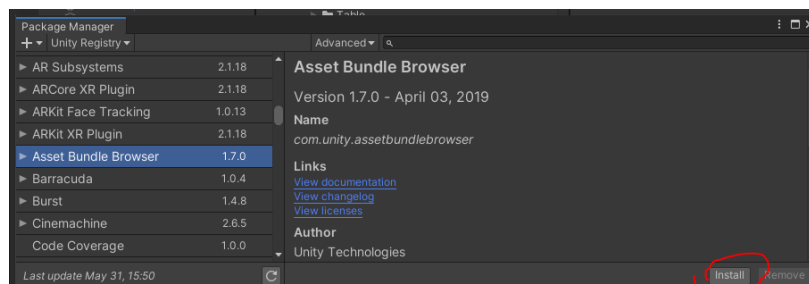 Table
Package Manager
+ Unity Registry
Advanced
AR Subsystems 2.1.18
ARCore XR Plugin 2.1.18
ARKit Face Tracking 1.0.13
ARKit XR Plugin 2.1.18
Asset Bundle Browser 1.7.0
Barracuda 1.0.4
Burst 1.4.8
Cinemachine 2.6.5
Code Coverage 1.0.0
Last update May 31, 15:50
Asset Bundle Browser
Version 1.7.0 - April 03, 2019
Name
com.unity.assetbundlebrowser
Links
View documentation
View changelog
View licenses
Author
Unity Technologies
Install Remove